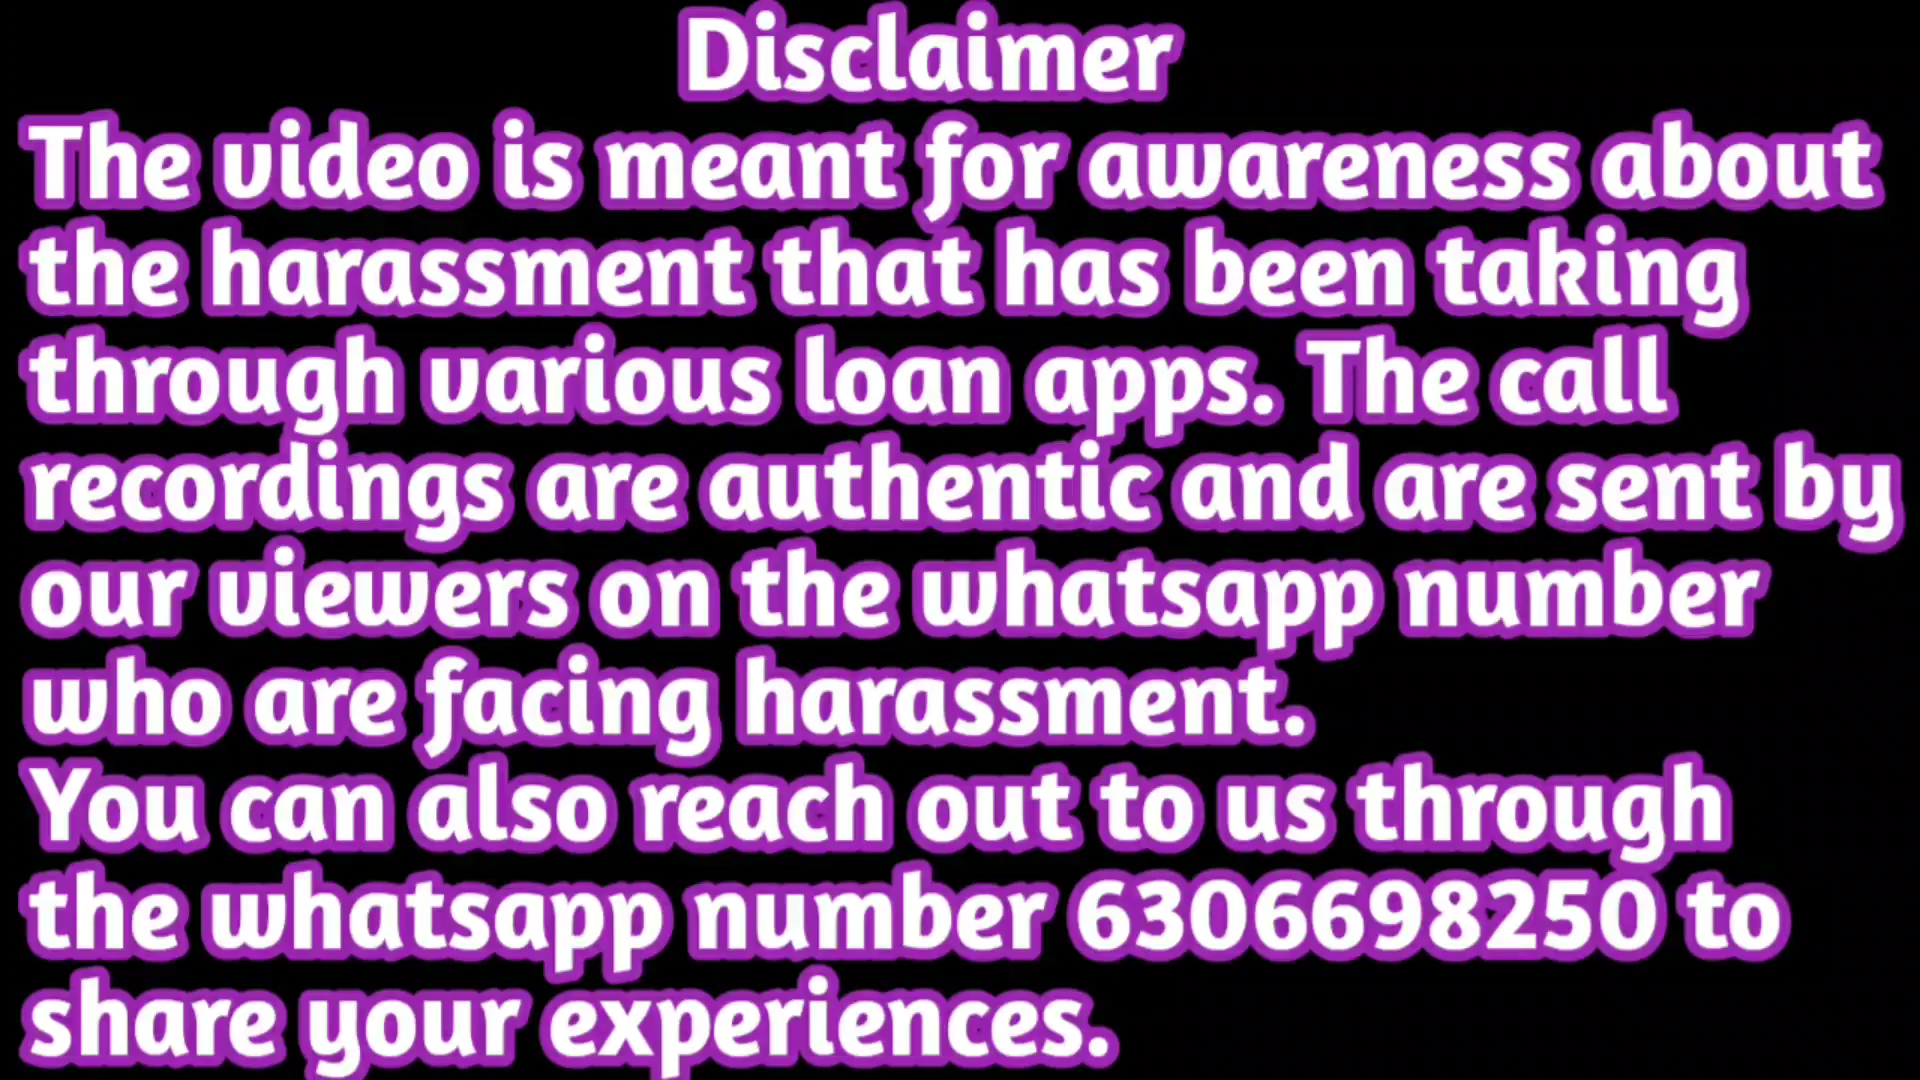 Disclaimer
The video is meant for awareness about
the harassment that has been taking
through various loan apps. The call
recordings are authentic and are sent by
our viewers on the whatsapp number
who are facing harassment.
You can also reach out to us through
the whatsapp number 6306698250 to
share your experiences.